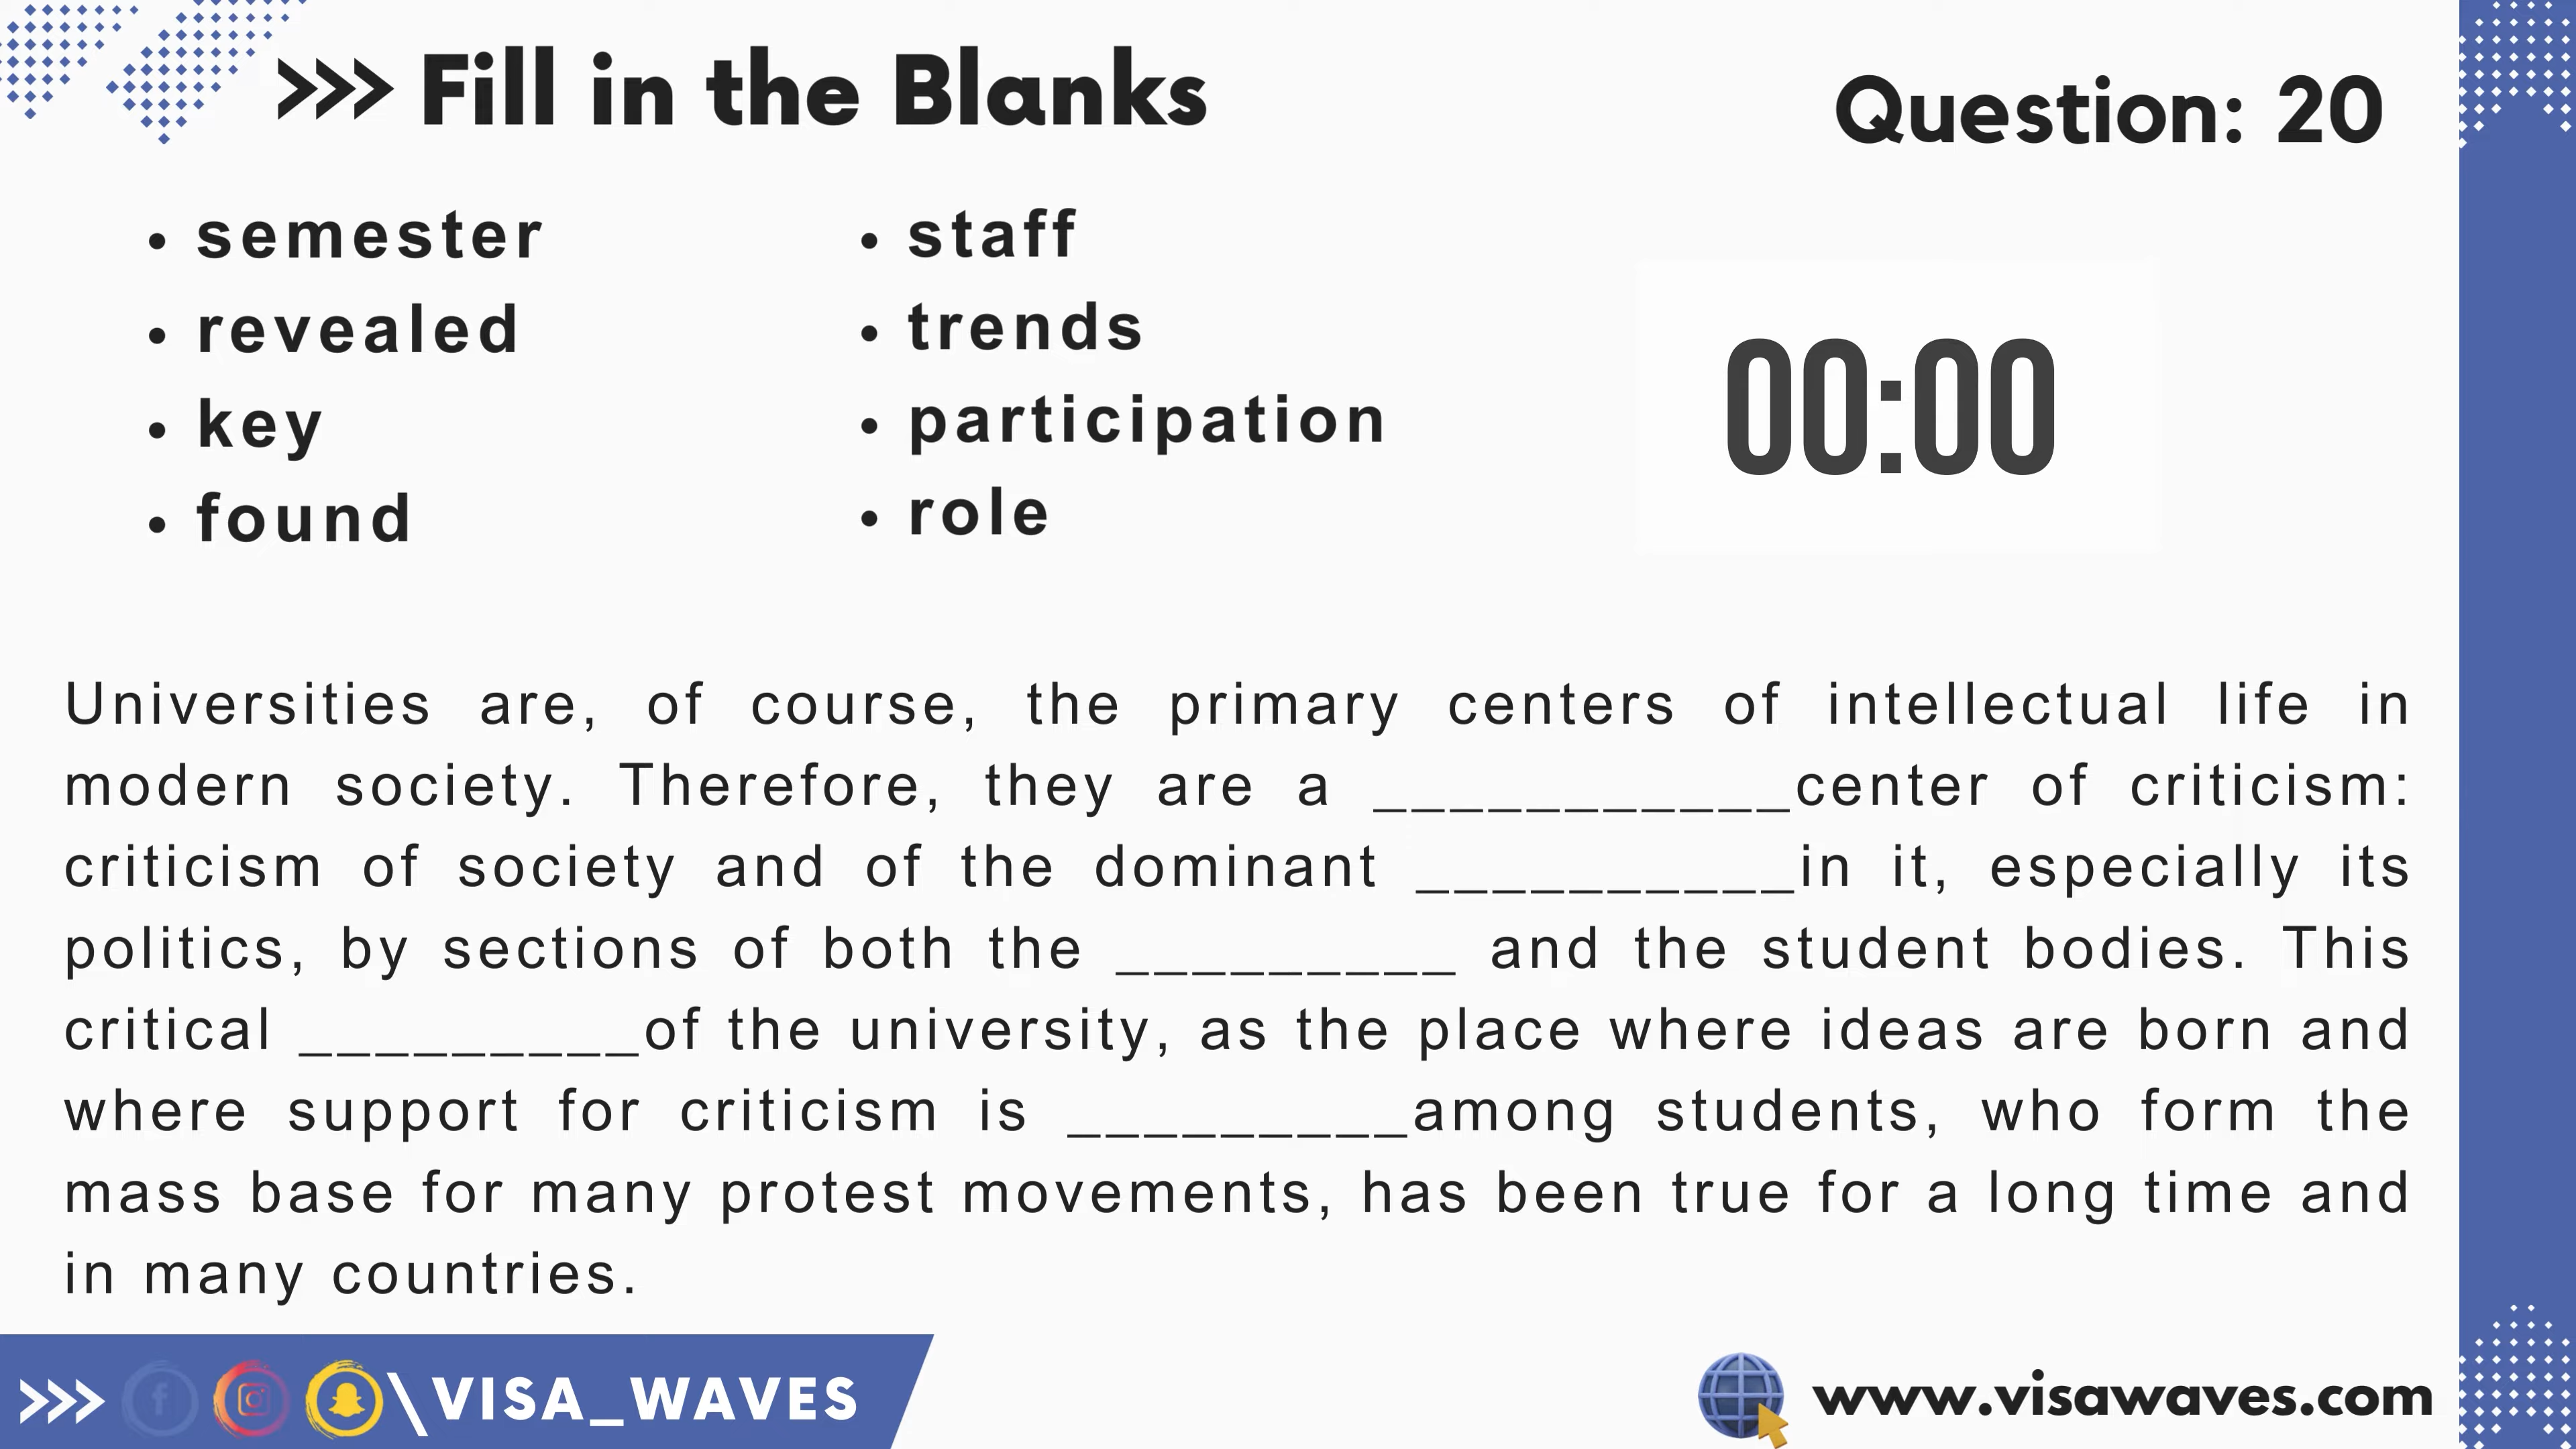 >>> Fill in the Blanks
Question: 20
• semester
• revealed
• key
• found
• staff
• trends
• participation
• role
00:00
Universities are, of course, the primary centers of intellectual life in
modern society. Therefore, they are a ___________center of criticism:
criticism of society and of the dominant __________in it, especially its
politics, by sections of both the _________ and the student bodies. This
critical _________of the university, as the place where ideas are born and
where support for criticism is _________among students, who form the
mass base for many protest movements, has been true for a long time and
in many countries.
>>> \VISA_WAVES
www.visawaves.com